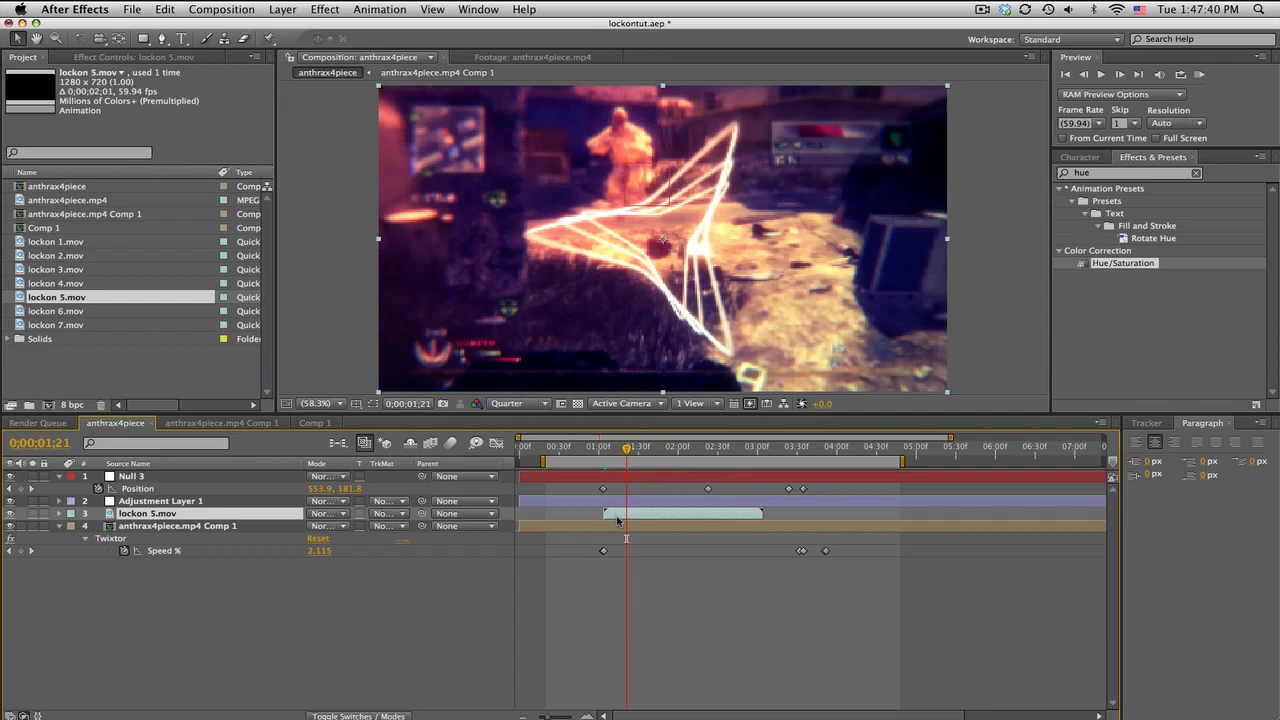 After Effects File Edit Composition Layer Effect Animation View Window Help Tue 1:47:40 PM
lockontut.aep *
Workspace: Standard Search Help
Project Effect Controls: lockon 5.mov Composition: anthrax4piece Footage: anthrax4piece.mp4 Preview
lockon 5.mov , used 1 time
1280 x 720 (1.00)
Δ 0;00;02;01, 59.94 fps
Millions of Colors+ (Premultiplied)
Animation
anthrax4piece anthrax4piece.mp4 Comp 1
RAM Preview Options
Frame Rate Skip Resolution
(59.94) 1 Auto
From Current Time Full Screen
Character Effects & Presets
hue
* Animation Presets
Presets
Text
Fill and Stroke
Rotate Hue
Color Correction
Hue/Saturation
Name Type
anthrax4piece Comp
anthrax4piece.mp4 MPEG
anthrax4piece.mp4 Comp 1 Comp
Comp 1 Comp
lockon 1.mov Quick
lockon 2.mov Quick
lockon 3.mov Quick
lockon 4.mov Quick
lockon 5.mov Quick
lockon 6.mov Quick
lockon 7.mov Quick
Solids Folder
8 bpc
(58.3%) 0;00;01;21 Quarter Active Camera 1 View +0.0
Render Queue anthrax4piece anthrax4piece.mp4 Comp 1 Comp 1 Tracker Paragraph
0;00;01;21
:00f 00:30f 01:00f 01:30f 02:00f 02:30f 03:00f 03:30f 04:00f 04:30f 05:00f 05:30f 06:00f 06:30f 07:00f
# Source Name Mode T TrkMat Parent
1 Null 3 Nor... None
Position 553.9, 181.8
2 Adjustment Layer 1 Nor... No... None
3 lockon 5.mov Nor... No... None
4 anthrax4piece.mp4 Comp 1 Nor... No... None
fx Twixtor Reset .....
Speed % 2.115
0 px 0 px 0 px
0 px 0 px
Toggle Switches / Modes